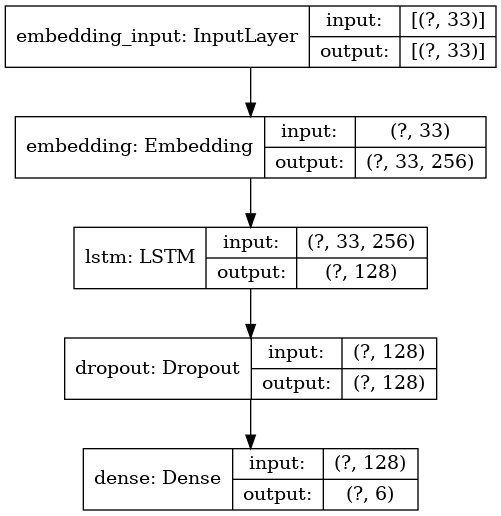 embedding_input: InputLayer
input: [(?, 33)]
output: [(?, 33)]
embedding: Embedding
input: (?, 33)
output: (?, 33, 256)
lstm: LSTM
input: (?, 33, 256)
output: (?, 128)
dropout: Dropout
input: (?, 128)
output: (?, 128)
dense: Dense
input: (?, 128)
output: (?, 6)